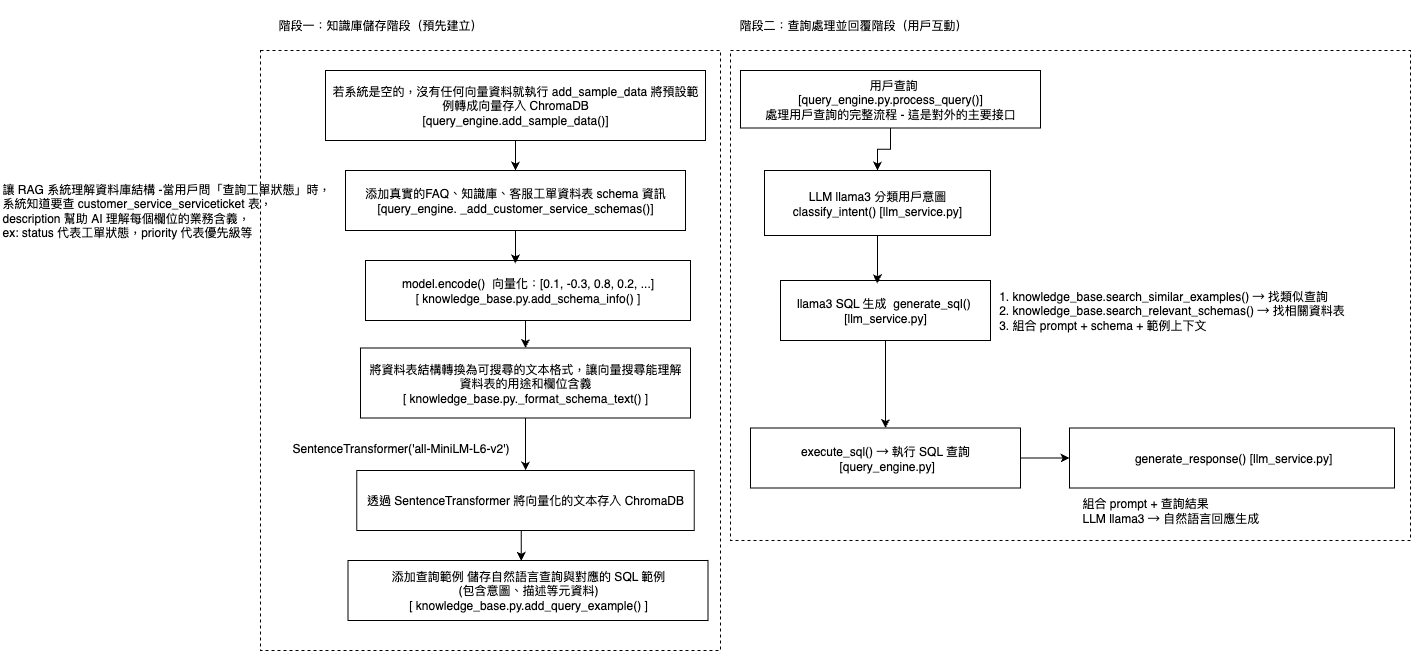 階段一：知識庫儲存階段（預先建立）
若系統是空的，沒有任何向量資料就執行 add_sample_data 將預設範
例轉成向量存入 ChromaDB
[query_engine.add_sample_data()]
添加真實的FAQ、知識庫、客服工單資料表 schema 資訊
[query_engine. _add_customer_service_schemas()]
讓 RAG 系統理解資料庫結構 -當用戶問「查詢工單狀態」時，
系統知道要查 customer_service_serviceticket 表，
description 幫助 AI 理解每個欄位的業務含義，
ex: status 代表工單狀態，priority 代表優先級等
model.encode() 向量化：[0.1, -0.3, 0.8, 0.2, ...]
[ knowledge_base.py.add_schema_info() ]
將資料表結構轉換為可搜尋的文本格式，讓向量搜尋能理解
資料表的用途和欄位含義
[ knowledge_base.py._format_schema_text() ]
SentenceTransformer('all-MiniLM-L6-v2')
透過 SentenceTransformer 將向量化的文本存入 ChromaDB
添加查詢範例 儲存自然語言查詢與對應的 SQL 範例
(包含意圖、描述等元資料)
[ knowledge_base.py.add_query_example() ]
階段二：查詢處理並回覆階段（用戶互動）
用戶查詢
[query_engine.py.process_query()]
處理用戶查詢的完整流程 - 這是對外的主要接口
LLM llama3 分類用戶意圖
classify_intent() [llm_service.py]
llama3 SQL 生成 generate_sql()
[llm_service.py]
1. knowledge_base.search_similar_examples() → 找類似查詢
2. knowledge_base.search_relevant_schemas() → 找相關資料表
3. 組合 prompt + schema + 範例上下文
execute_sql() → 執行 SQL 查詢
[query_engine.py]
generate_response() [llm_service.py]
組合 prompt + 查詢結果
LLM llama3 → 自然語言回應生成